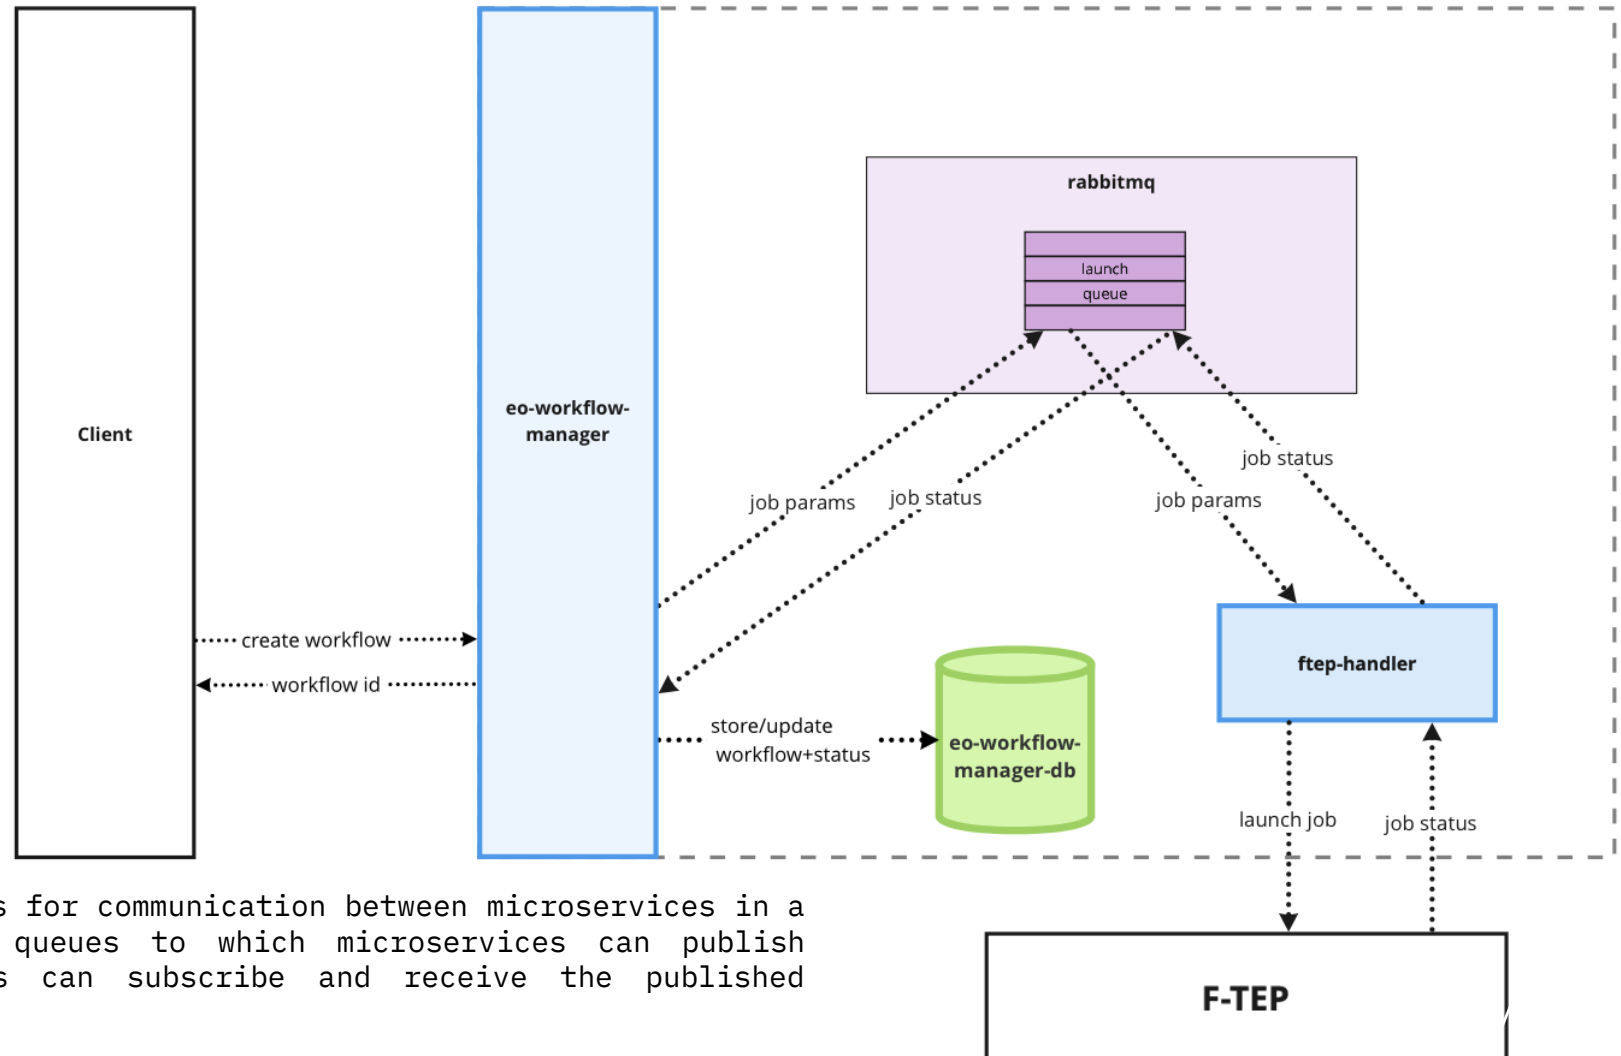 rabbitmq
launch
queue
Client
eo-workflow-
manager
job status
job params
job status
job params
create workflow
workflow id
store/update
workflow+status
eo-workflow-
manager-db
ftep-handler
launch job
job status
s for communication between microservices in a
queues to which microservices can publish
s can subscribe and receive the published
F-TEP